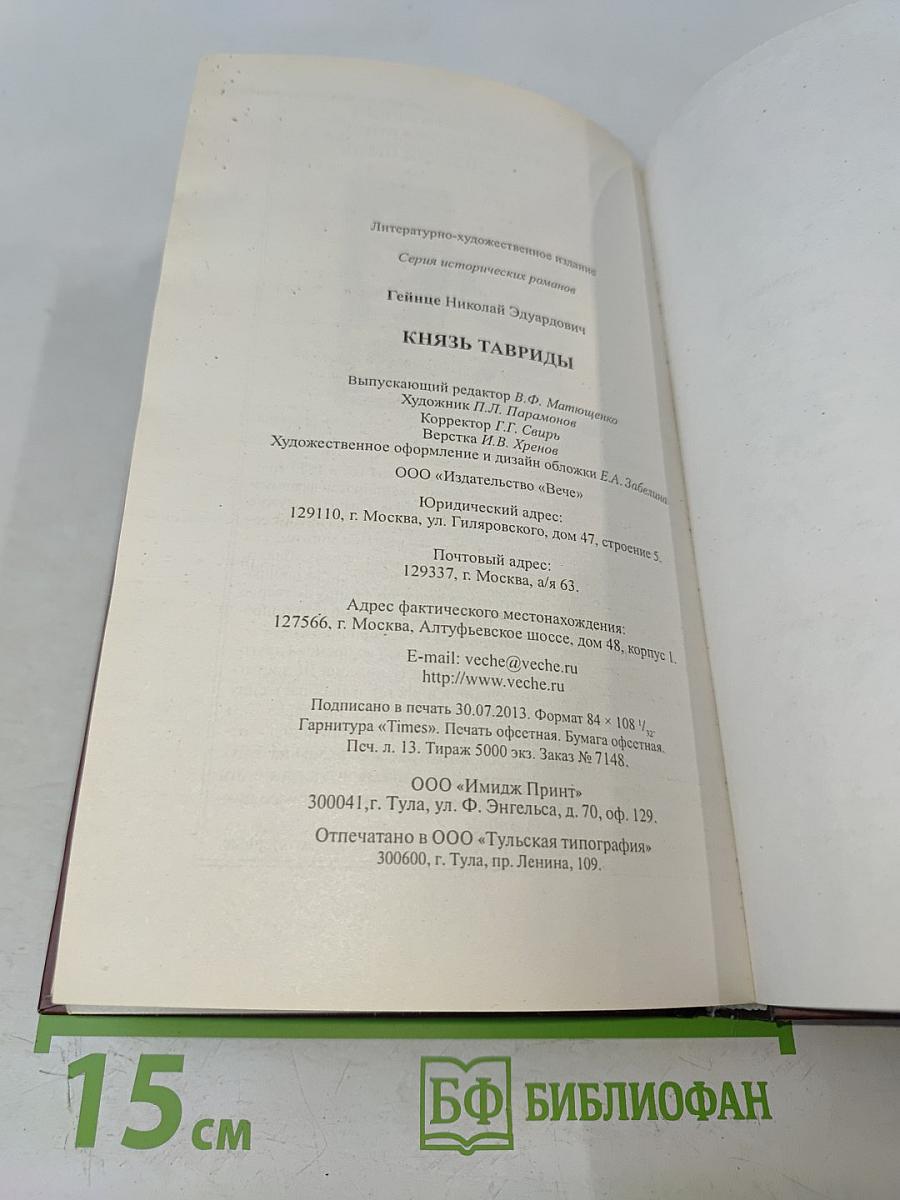 Литературно-художественное издание
Серия исторических романов
Гейнце Николай Эдуардович
КНЯЗЬ ТАВРИДЫ
Выпускающий редактор В.Ф. Матющенко
Художник П.Л. Парамонов
Корректор Г.Г. Свирь
Верстка И.В. Хренов
Художественное оформление и дизайн обложки Е.А. Забелина
ООО «Издательство «Вече»
Юридический адрес:
129110, г. Москва, ул. Гиляровского, дом 47, строение 5.
Почтовый адрес:
129337, г. Москва, а/я 63.
Адрес фактического местонахождения:
127566, г. Москва, Алтуфьевское шоссе, дом 48, корпус 1.
E-mail: veche@veche.ru
http://www.veche.ru
Подписано в печать 30.07.2013. Формат 84 × 108 1/32.
Гарнитура «Times». Печать офсетная. Бумага офсетная.
Печ. л. 13. Тираж 5000 экз. Заказ № 7148.
ООО «Имидж Принт»
300041,г. Тула, ул. Ф. Энгельса, д. 70, оф. 129.
Отпечатано в ООО «Тульская типография»
300600, г. Тула, пр. Ленина, 109.
15 см
БФ БИБЛИОФАН